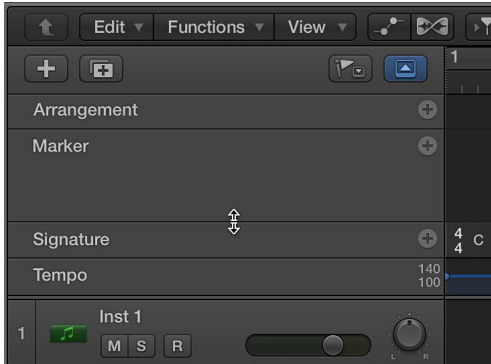 Edit Functions View
1
Arrangement
Marker
Signature
4
4 C
Tempo
140
100
1
Inst 1
M S R
L R